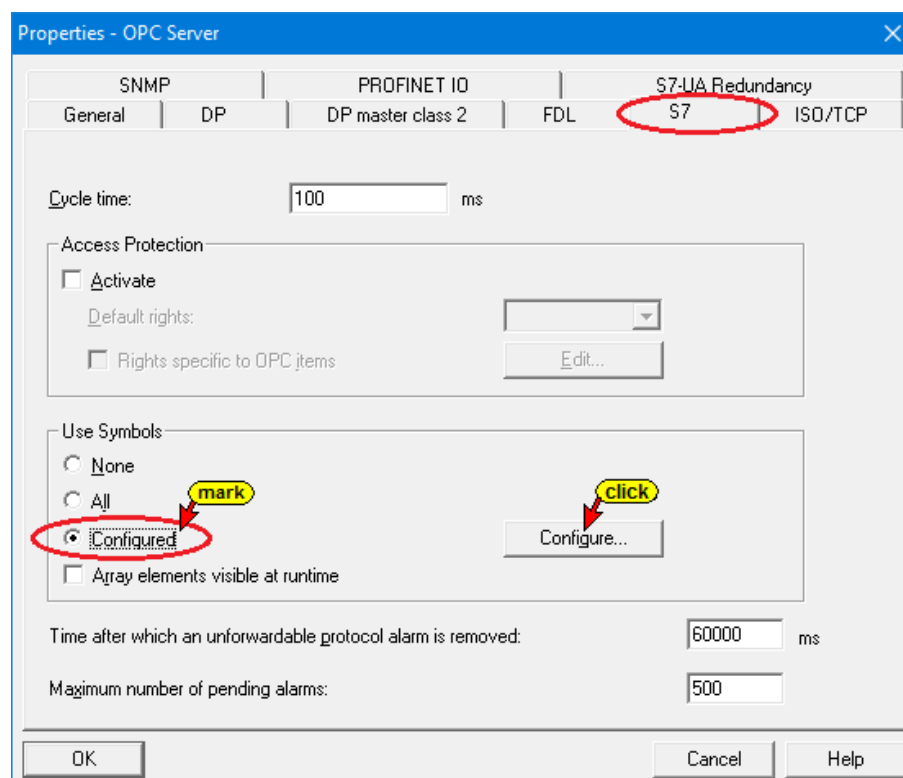 Properties - OPC Server
SNMP PROFINET IO S7-UA Redundancy
General DP DP master class 2 FDL S7 ISO/TCP
Cycle time: 100 ms
Access Protection
Activate
Default rights:
Rights specific to OPC items Edit...
Use Symbols
None
All
mark
click
Configured Configure...
Array elements visible at runtime
Time after which an unforwardable protocol alarm is removed: 60000 ms
Maximum number of pending alarms: 500
OK Cancel Help